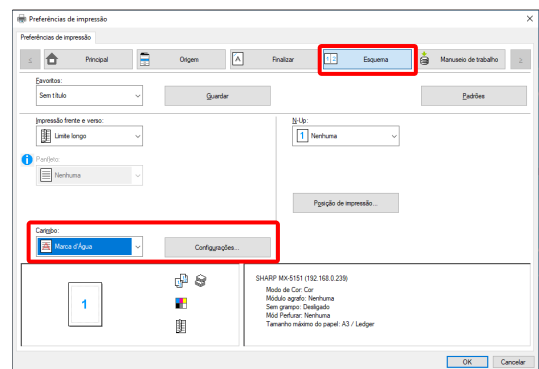 Preferências de impressão
Preferências de impressão
Principal
Origem
A
Finalizar
1 2
Esquema
Manuseio de trabalho
Favoritos:
Sem título
Guardar
Padrões
Impressão frente e verso:
Limite longo
N-Up:
1 Nenhuma
Panfleto:
Nenhuma
Posição de impressão...
Carimbo:
Marca d'Água
Configurações...
1
SHARP MX-5151 (192.168.0.239)
Modo de Cor: Cor
Módulo agrafo: Nenhuma
Sem grampo: Desligado
Mód Perfurar: Nenhuma
Tamanho máximo do papel: A3 / Ledger
OK
Cancelar